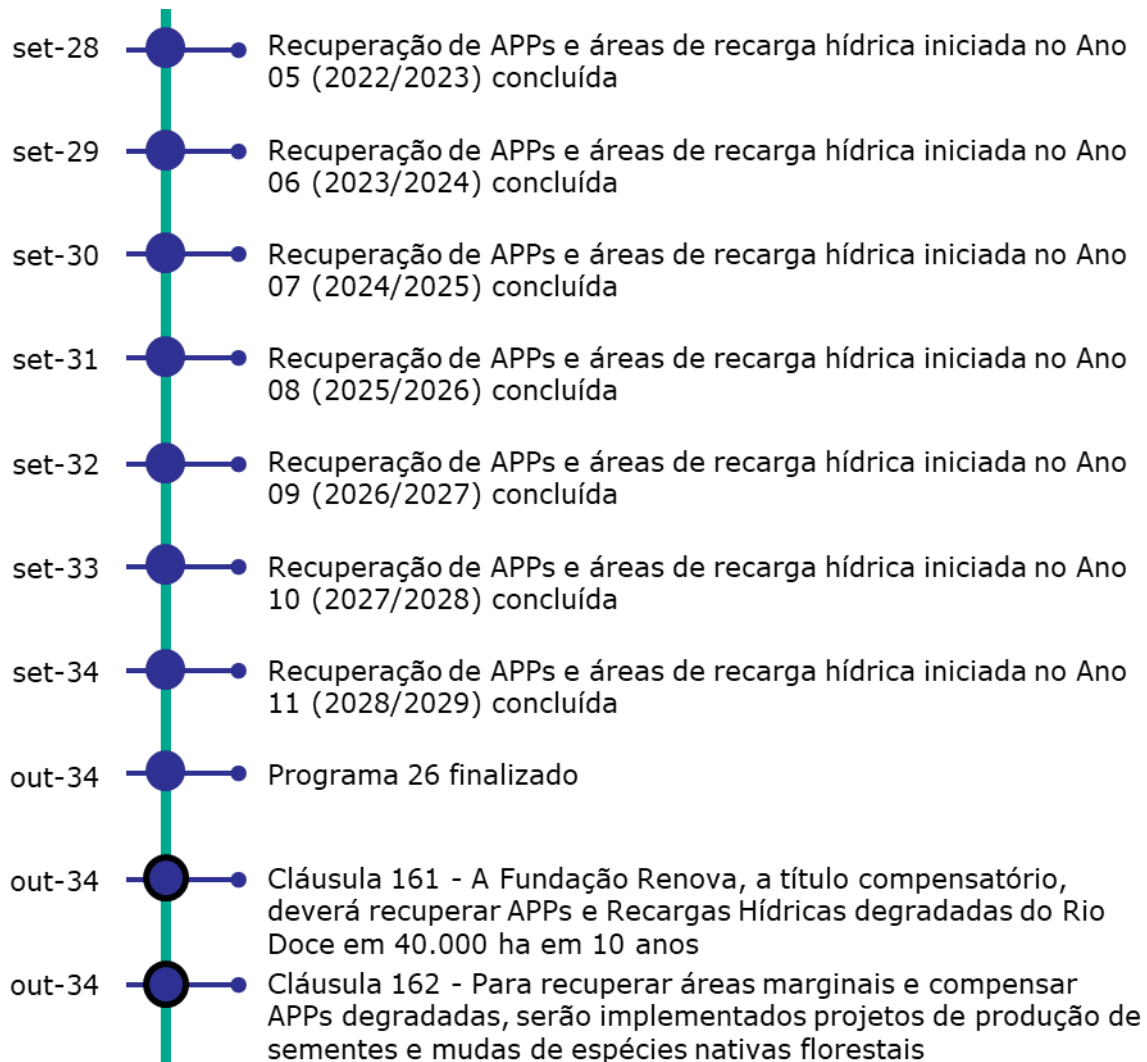 set-28
Recuperação de APPs e áreas de recarga hídrica iniciada no Ano
05 (2022/2023) concluída
set-29
Recuperação de APPs e áreas de recarga hídrica iniciada no Ano
06 (2023/2024) concluída
set-30
Recuperação de APPs e áreas de recarga hídrica iniciada no Ano
07 (2024/2025) concluída
set-31
Recuperação de APPs e áreas de recarga hídrica iniciada no Ano
08 (2025/2026) concluída
set-32
Recuperação de APPs e áreas de recarga hídrica iniciada no Ano
09 (2026/2027) concluída
set-33
Recuperação de APPs e áreas de recarga hídrica iniciada no Ano
10 (2027/2028) concluída
set-34
Recuperação de APPs e áreas de recarga hídrica iniciada no Ano
11 (2028/2029) concluída
out-34
Programa 26 finalizado
out-34
Cláusula 161 - A Fundação Renova, a título compensatório,
deverá recuperar APPs e Recargas Hídricas degradadas do Rio
Doce em 40.000 ha em 10 anos
out-34
Cláusula 162 - Para recuperar áreas marginais e compensar
APPs degradadas, serão implementados projetos de produção de
sementes e mudas de espécies nativas florestais